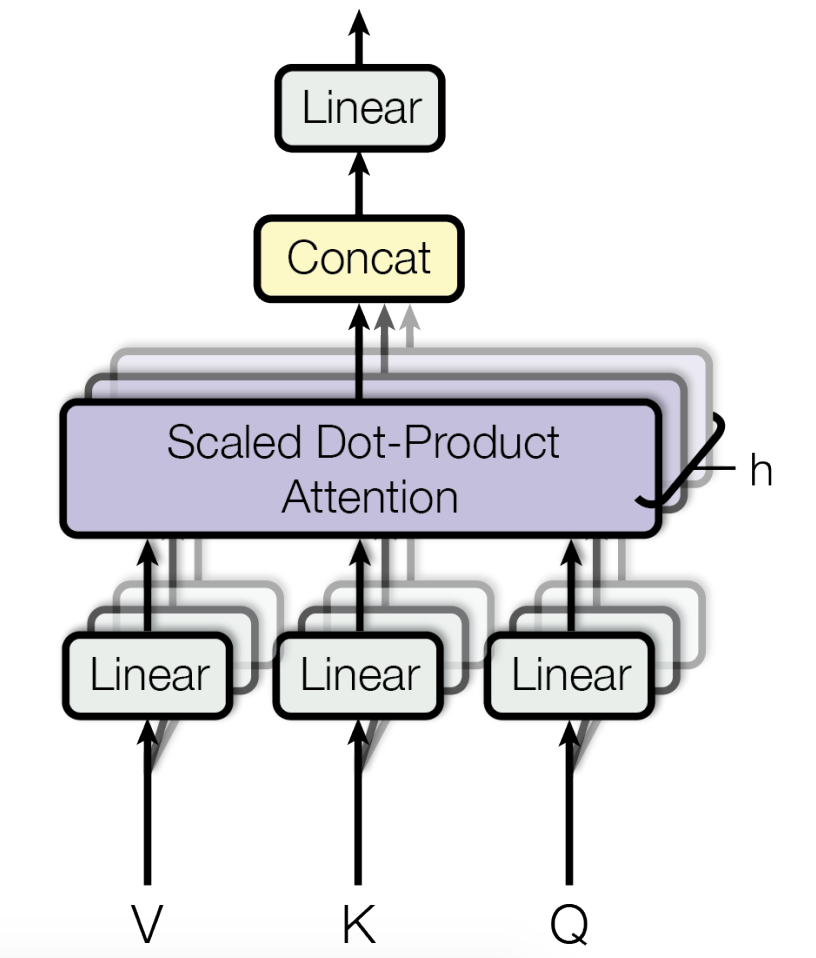 Linear
Concat
Scaled Dot-Product
Attention
h
Linear Linear Linear
V K Q